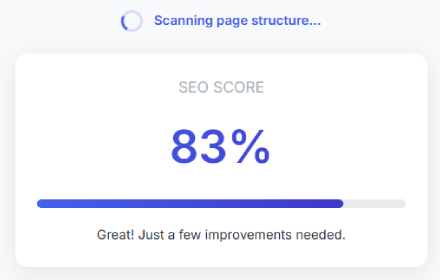 Scanning page structure...
SEO SCORE
83%
Great! Just a few improvements needed.